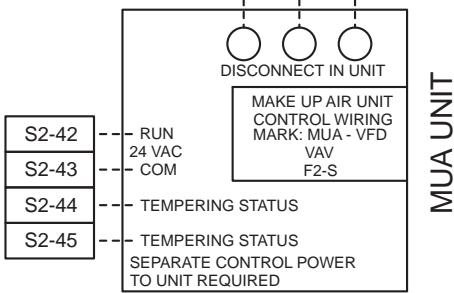 DISCONNECT IN UNIT
MAKE UP AIR UNIT
CONTROL WIRING
MARK: MUA - VFD
VAV
F2-S
S2-42
RUN
24 VAC
S2-43
COM
S2-44
TEMPERING STATUS
S2-45
TEMPERING STATUS
SEPARATE CONTROL POWER
TO UNIT REQUIRED
MUA UNIT